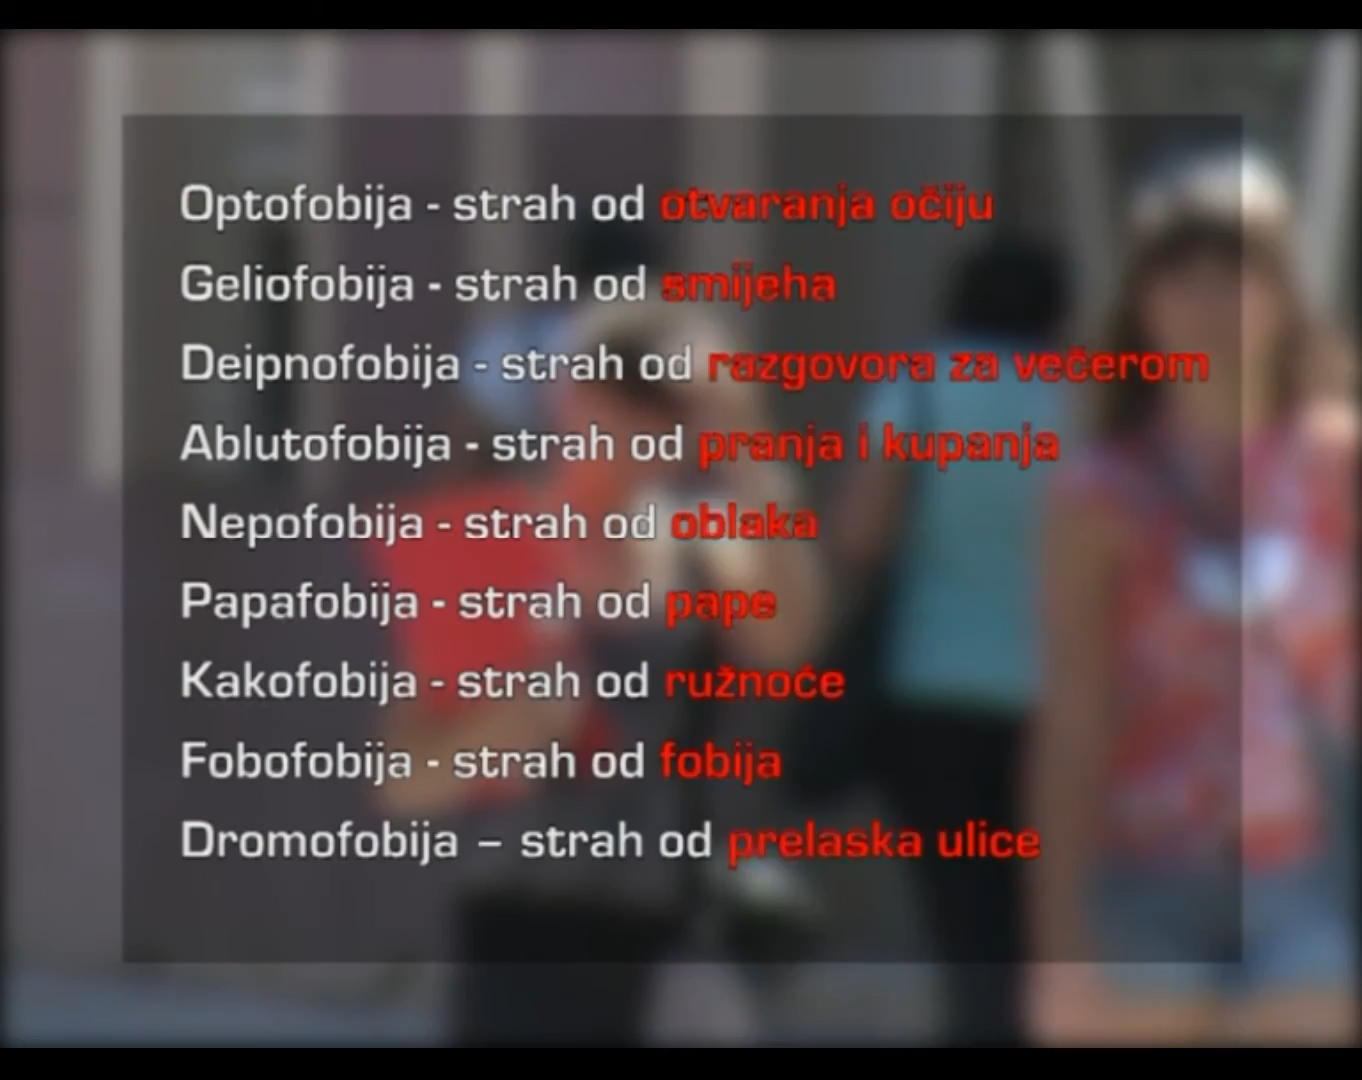 Optofobija - strah od otvaranja očiju
Geliofobija - strah od smijeha
Deipnofobija - strah od razgovora za večerom
Ablutofobija - strah od pranja i kupanja
Nepofobija - strah od oblaka
Papafobija - strah od pape
Kakofobija - strah od ružnoće
Fobofobija - strah od fobija
Dromofobija – strah od prelaska ulice